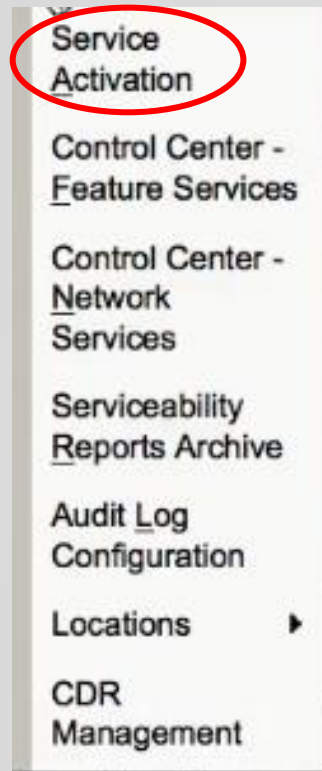 Service
Activation
Control Center -
Feature Services
Control Center -
Network
Services
Serviceability
Reports Archive
Audit Log
Configuration
Locations
CDR
Management